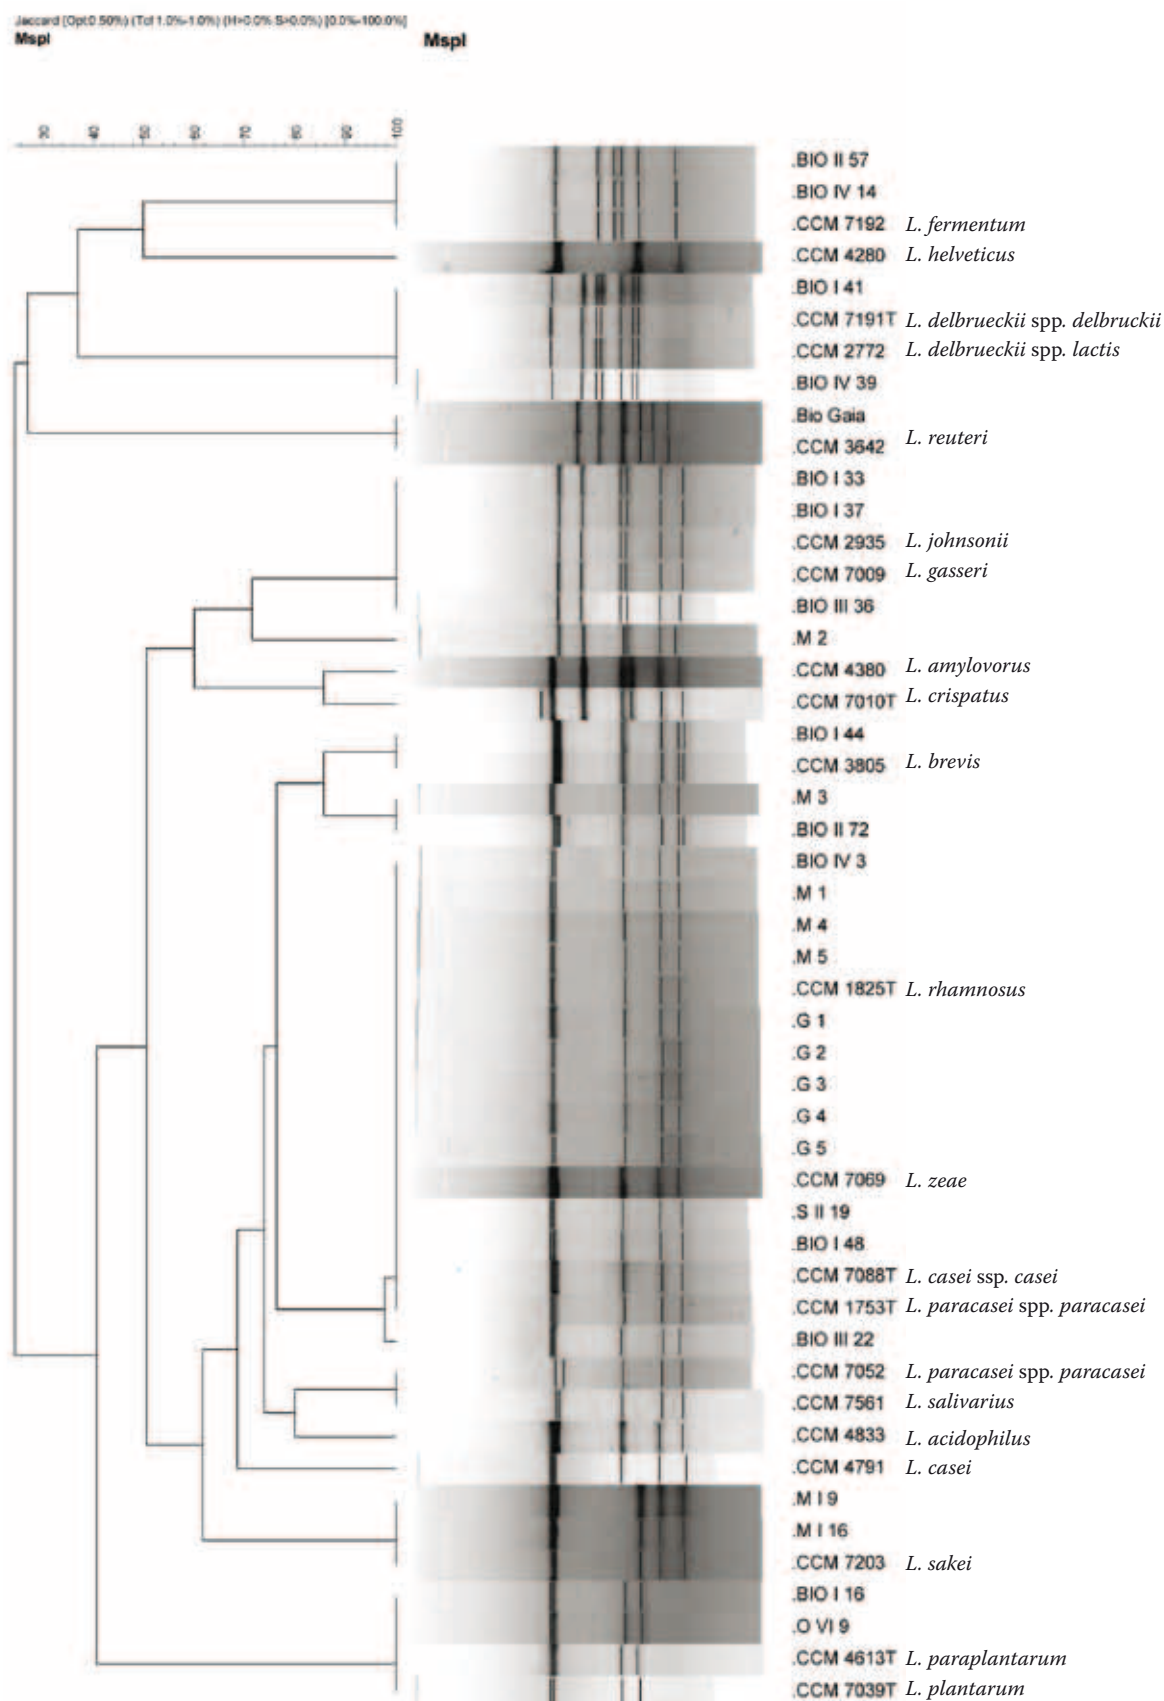 Jaccard (Opt:0.50%) (Tol 1.0%-1.0%) (H>0.0% S>0.0%) [0.0%-100.0%]
MspI MspI
30 40 50 60 70 80 90 100
.BIO II 57
.BIO IV 14
.CCM 7192 L. fermentum
.CCM 4280 L. helveticus
.BIO I 41
.CCM 7191T L. delbrueckii spp. delbruckii
.CCM 2772 L. delbrueckii spp. lactis
.BIO IV 39
.Bio Gaia
.CCM 3642 L. reuteri
.BIO I 33
.BIO I 37
.CCM 2935 L. johnsonii
.CCM 7009 L. gasseri
.BIO III 36
.M 2
.CCM 4380 L. amylovorus
.CCM 7010T L. crispatus
.BIO I 44
.CCM 3805 L. brevis
.M 3
.BIO II 72
.BIO IV 3
.M 1
.M 4
.M 5
.CCM 1825T L. rhamnosus
.G 1
.G 2
.G 3
.G 4
.G 5
.CCM 7069 L. zeae
.S II 19
.BIO I 48
.CCM 7088T L. casei ssp. casei
.CCM 1753T L. paracasei spp. paracasei
.BIO III 22
.CCM 7052 L. paracasei spp. paracasei
.CCM 7561 L. salivarius
.CCM 4833 L. acidophilus
.CCM 4791 L. casei
.M I 9
.M I 16
.CCM 7203 L. sakei
.BIO I 16
.O VI 9
.CCM 4613T L. paraplantarum
.CCM 7039T L. plantarum